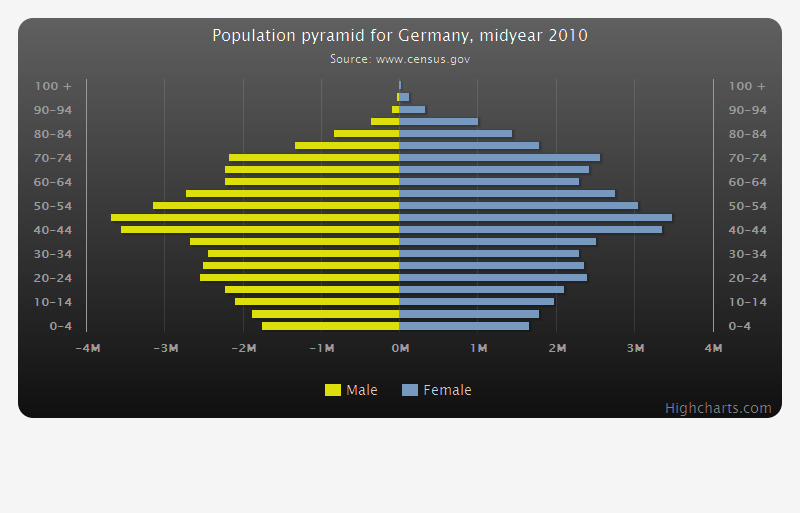 Population pyramid for Germany, midyear 2010
Source: www.census.gov
100 + 100 +
90-94 90-94
80-84 80-84
70-74 70-74
60-64 60-64
50-54 50-54
40-44 40-44
30-34 30-34
20-24 20-24
10-14 10-14
0-4 0-4
-4M -3M -2M -1M 0M 1M 2M 3M 4M
Male Female
Highcharts.com